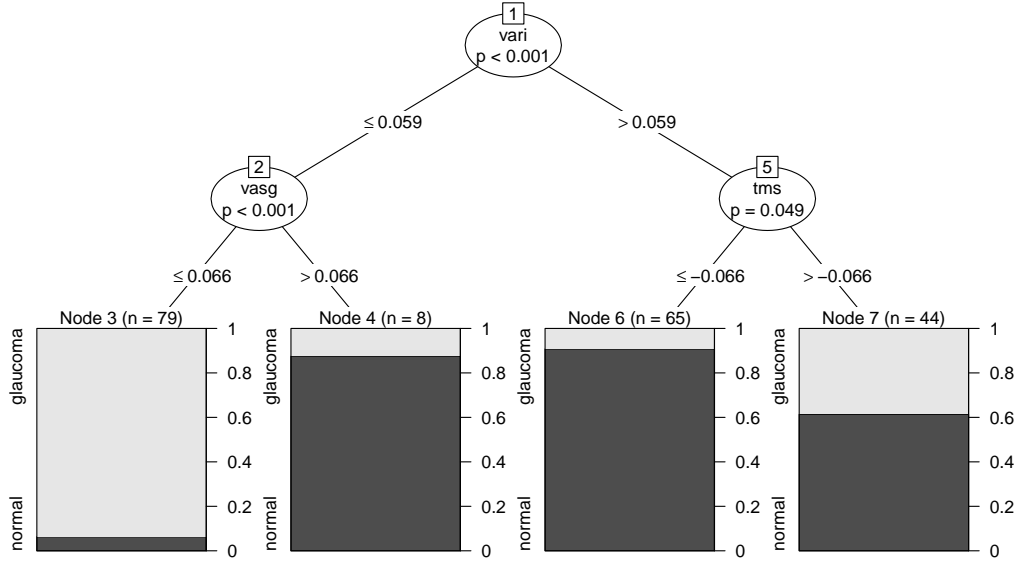 1
vari
p < 0.001
≤ 0.059
> 0.059
2
vasg
p < 0.001
5
tms
p = 0.049
≤ 0.066
> 0.066
≤ −0.066
> −0.066
Node 3 (n = 79)
glaucoma
normal
1
0.8
0.6
0.4
0.2
0
Node 4 (n = 8)
glaucoma
normal
1
0.8
0.6
0.4
0.2
0
Node 6 (n = 65)
glaucoma
normal
1
0.8
0.6
0.4
0.2
0
Node 7 (n = 44)
glaucoma
normal
1
0.8
0.6
0.4
0.2
0